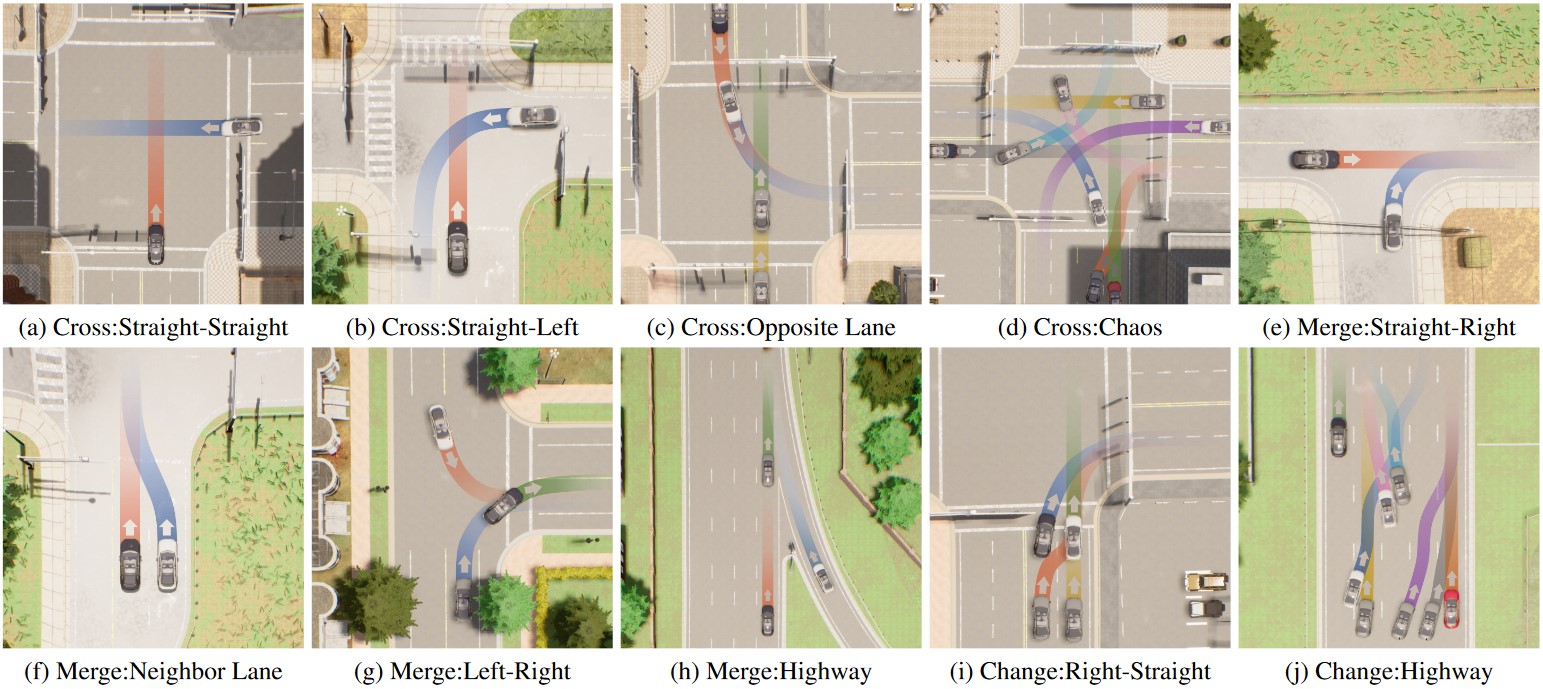 (a) Cross:Straight-Straight
(b) Cross:Straight-Left
(c) Cross:Opposite Lane
(d) Cross:Chaos
(e) Merge:Straight-Right
(f) Merge:Neighbor Lane
(g) Merge:Left-Right
(h) Merge:Highway
(i) Change:Right-Straight
(j) Change:Highway